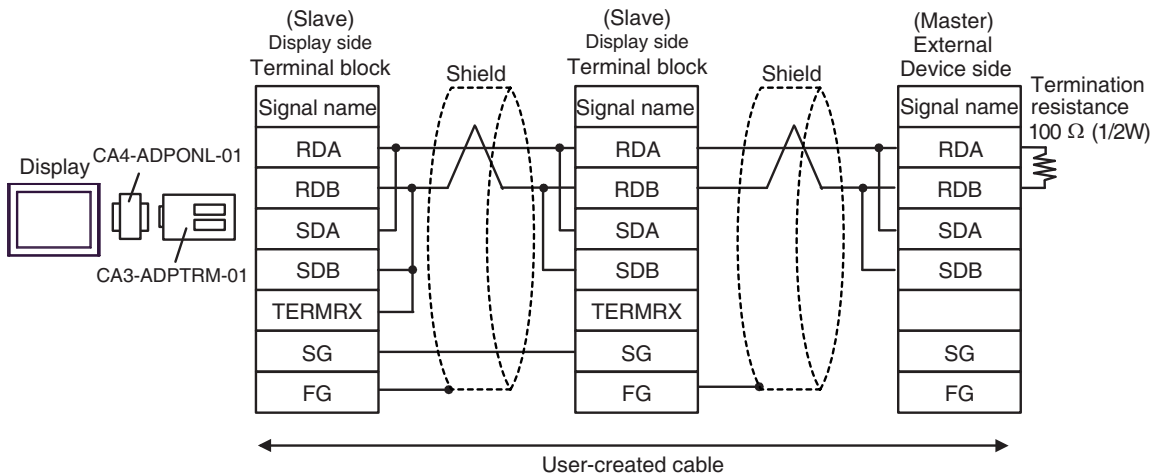 (Slave)
Display side
Terminal block
Shield
(Slave)
Display side
Terminal block
Shield
(Master)
External
Device side
Termination
resistance
100 Ω (1/2W)
Display
CA4-ADPONL-01
CA3-ADPTRM-01
Signal name
RDA
RDB
SDA
SDB
TERMRX
SG
FG
Signal name
RDA
RDB
SDA
SDB
TERMRX
SG
FG
Signal name
RDA
RDB
SDA
SDB
SG
FG
User-created cable